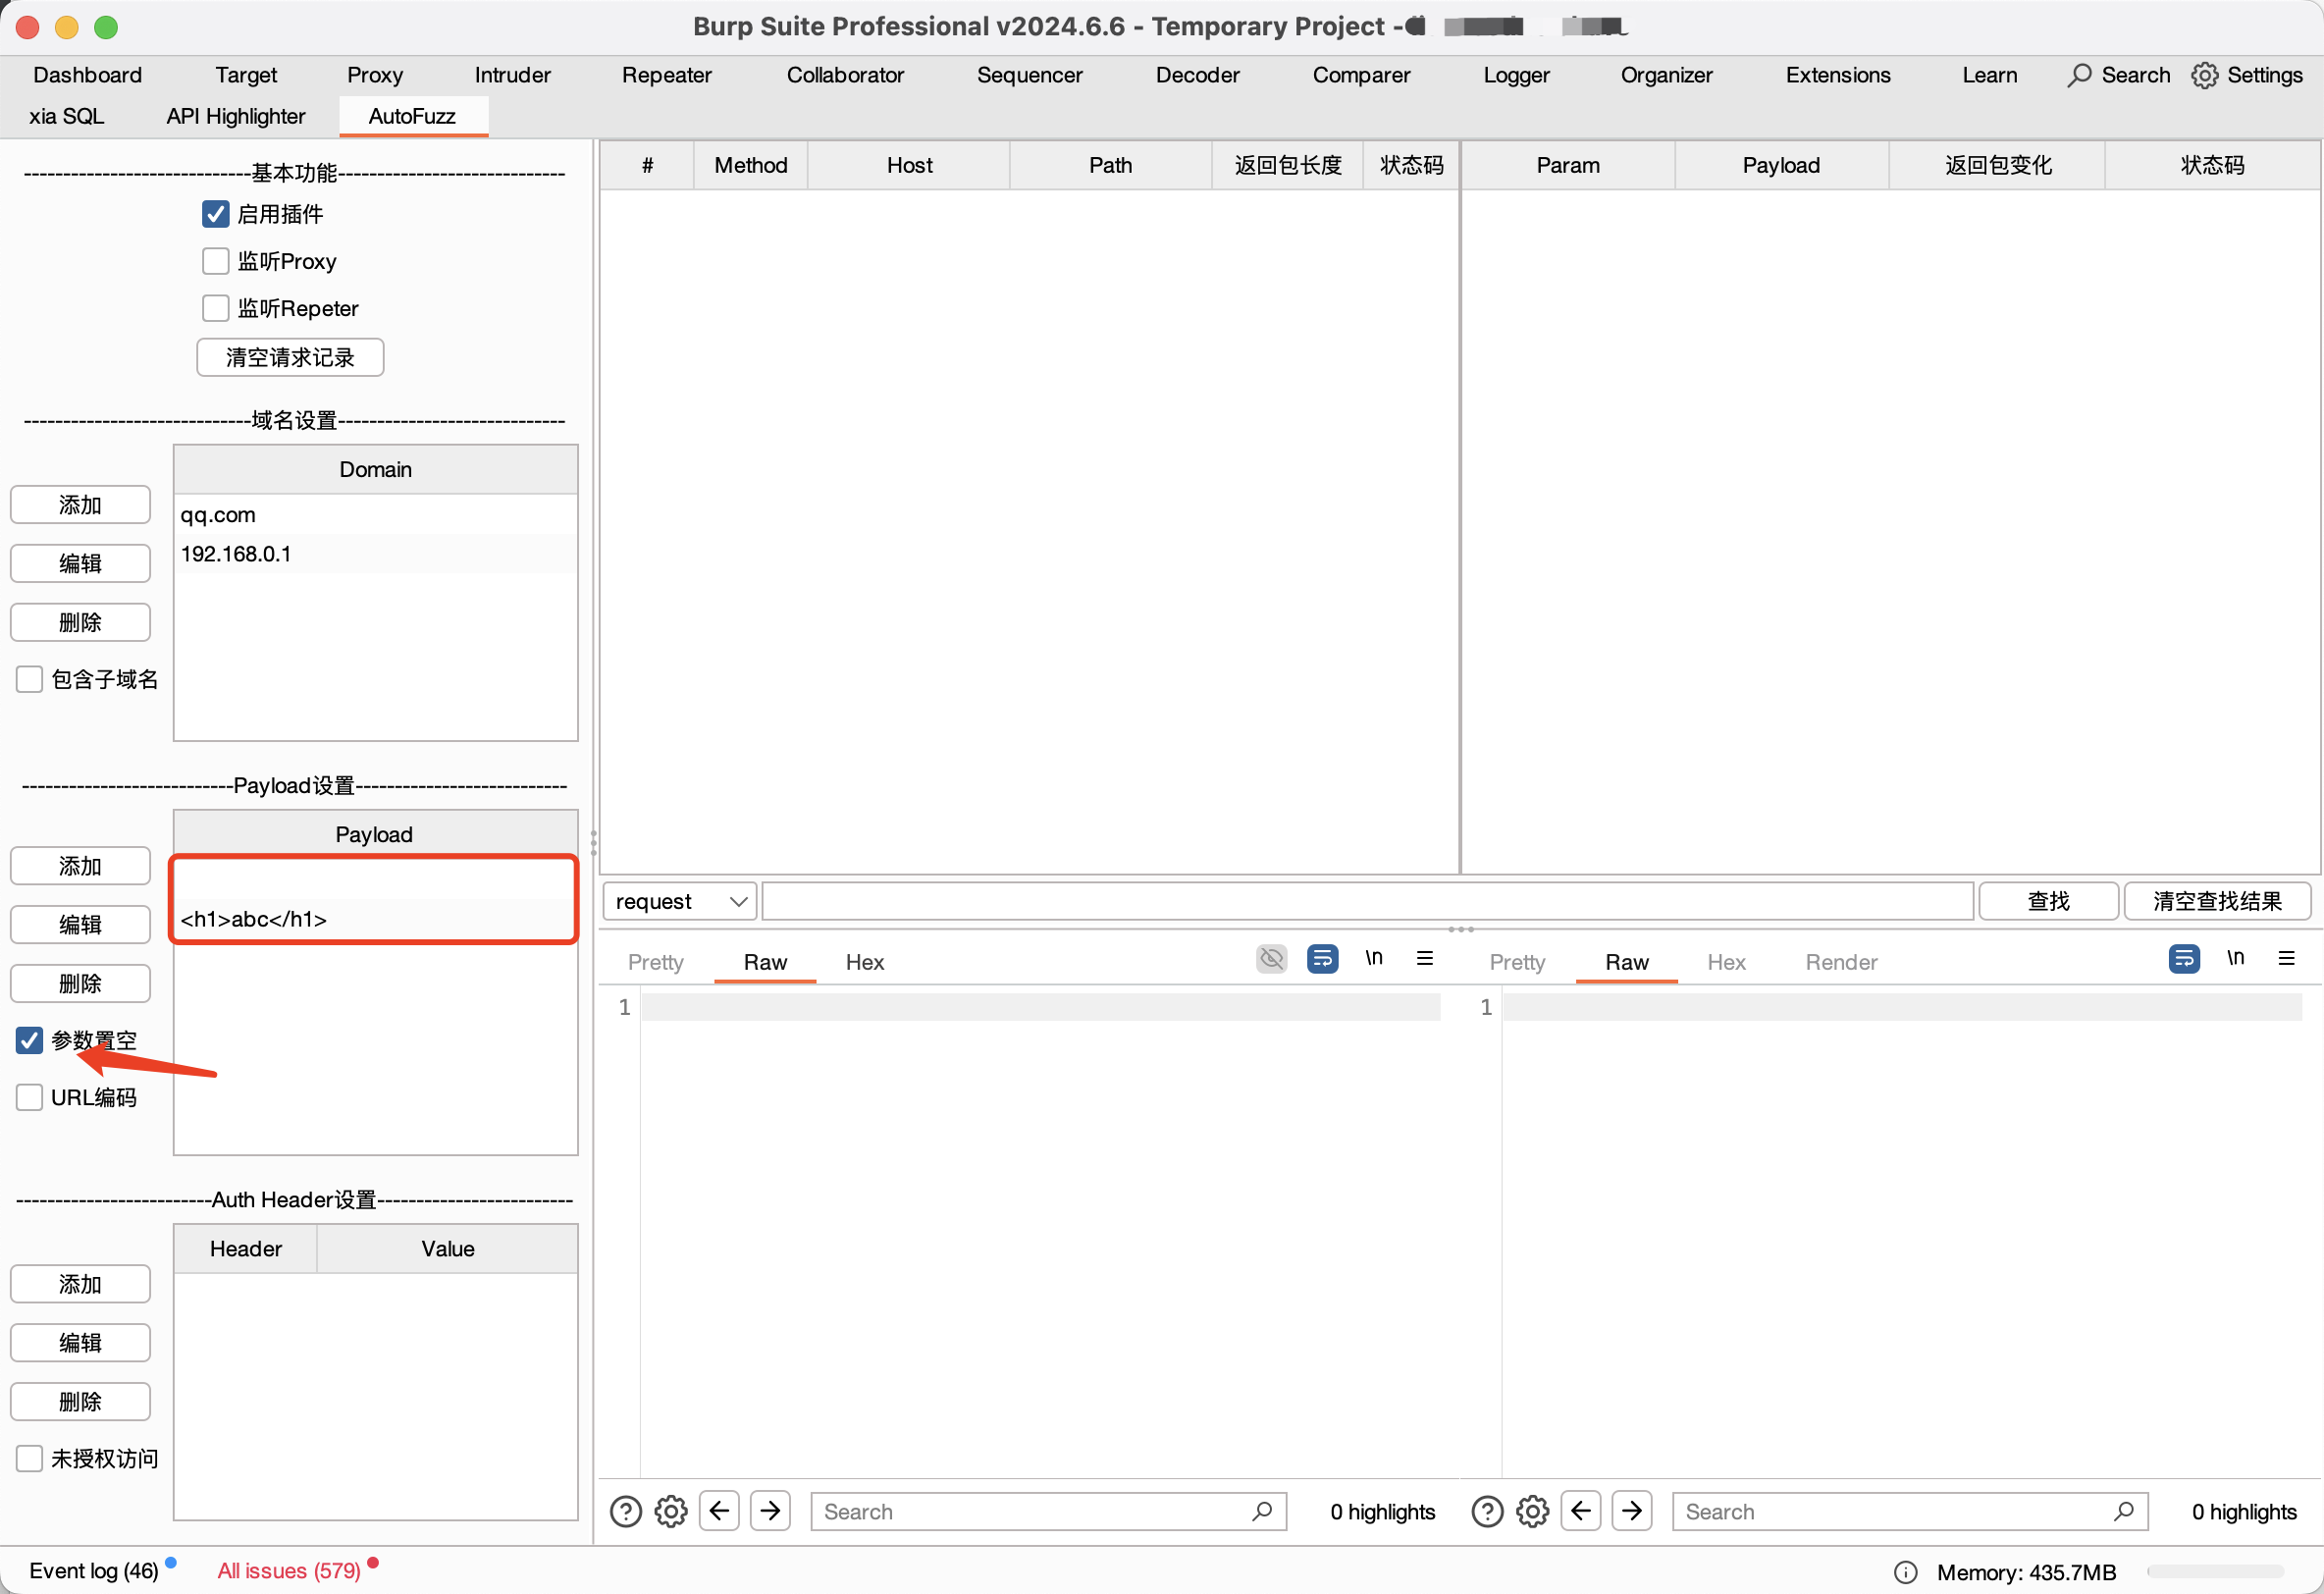 Burp Suite Professional v2024.6.6 - Temporary Project -
Dashboard Target Proxy Intruder Repeater Collaborator Sequencer Decoder Comparer Logger Organizer Extensions Learn Search Settings
xia SQL API Highlighter AutoFuzz
-----------------------------基本功能-----------------------------
启用插件
监听Proxy
监听Repeter
清空请求记录
-----------------------------域名设置-----------------------------
Domain
添加
qq.com
192.168.0.1
编辑
删除
包含子域名
---------------------------Payload设置---------------------------
Payload
添加
编辑
<h1>abc</h1>
删除
参数置空
URL编码
-------------------------Auth Header设置-------------------------
Header Value
添加
编辑
删除
未授权访问
# Method Host Path 返回包长度 状态码
Param Payload 返回包变化 状态码
request 查找 清空查找结果
Pretty Raw Hex \n
1
Search 0 highlights
Pretty Raw Hex Render \n
1
Search 0 highlights
Event log (46) All issues (579) Memory: 435.7MB